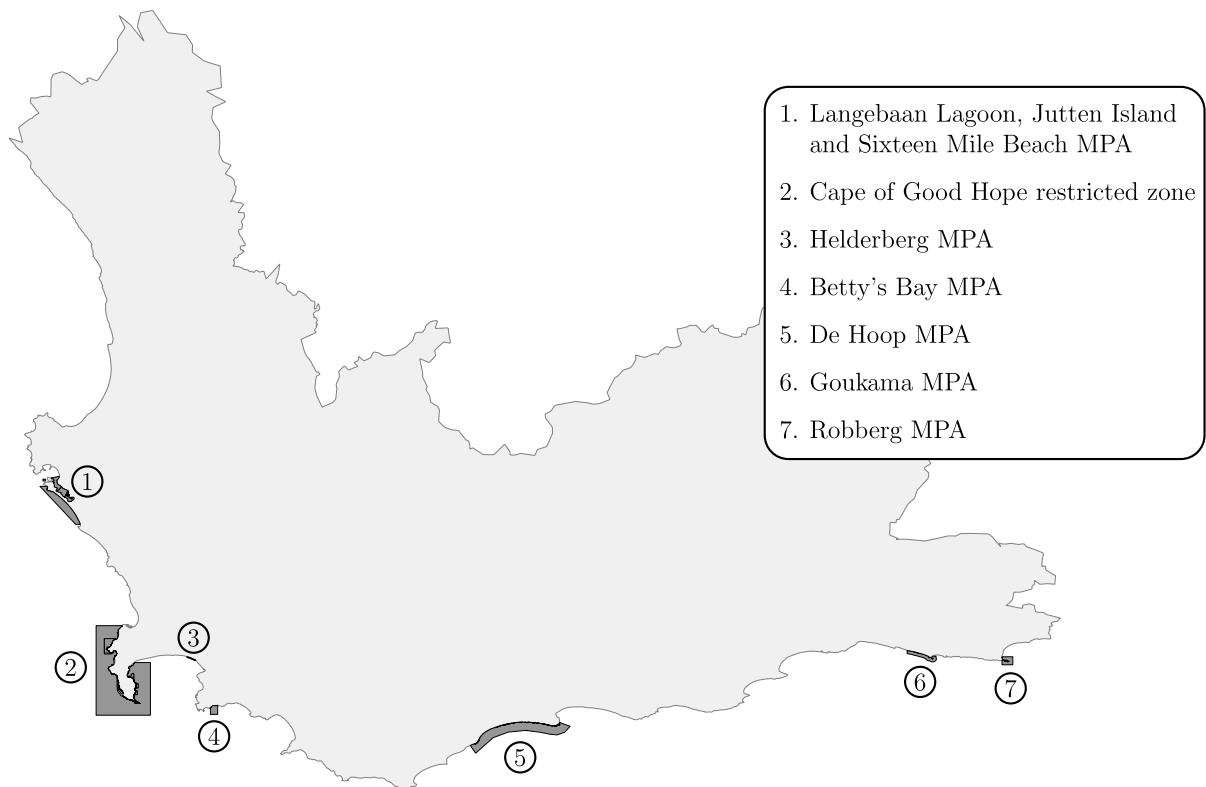 1. Langebaan Lagoon, Jutten Island
and Sixteen Mile Beach MPA
2. Cape of Good Hope restricted zone
3. Helderberg MPA
4. Betty's Bay MPA
5. De Hoop MPA
6. Goukama MPA
7. Robberg MPA
1
2
3
4
5
6
7